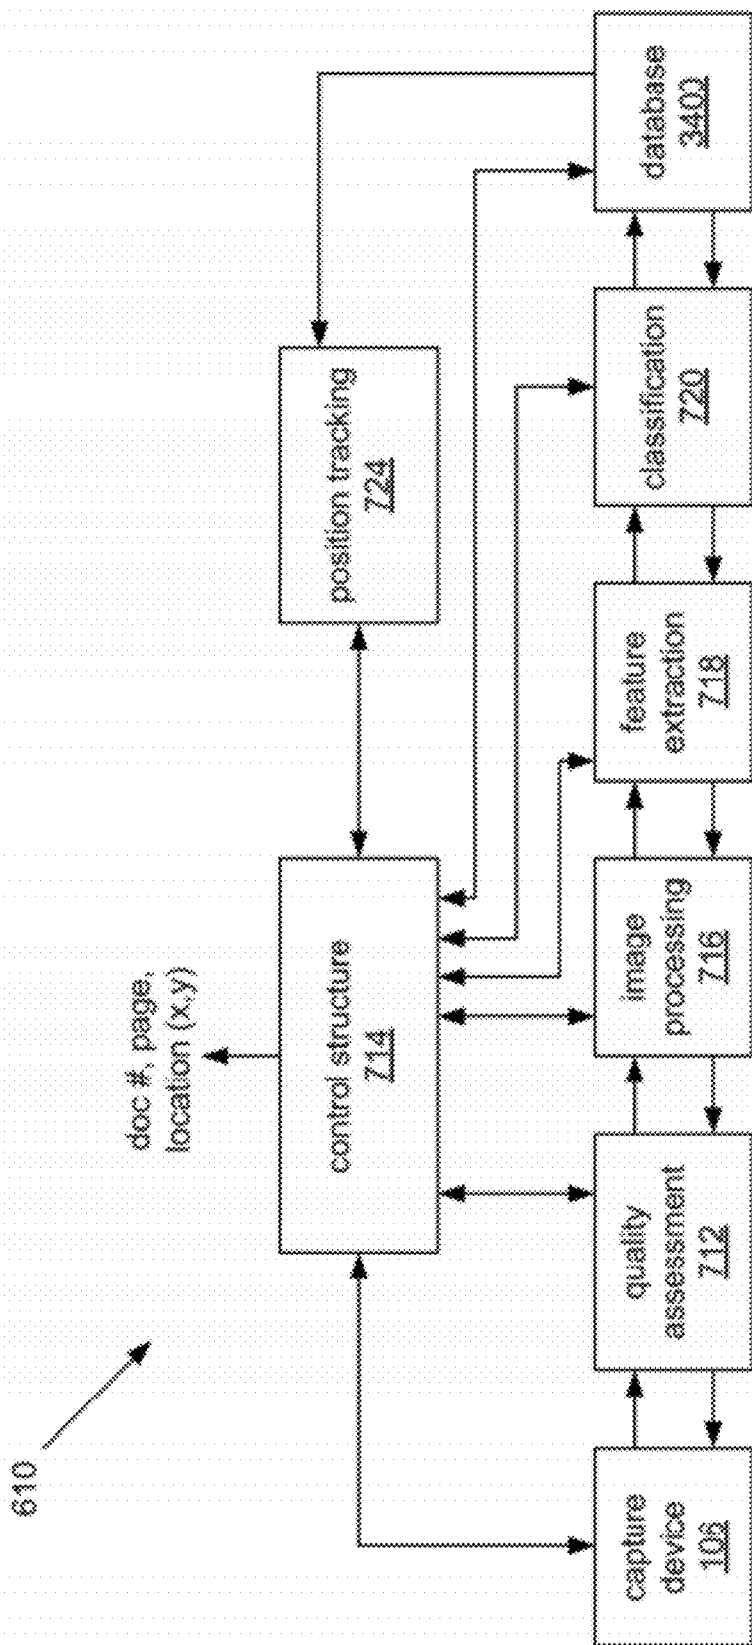 610
doc #, page,
location (x,y)
control structure
714
position tracking
724
capture
device
106
quality
assessment
712
image
processing
716
feature
extraction
718
classification
720
database
3400